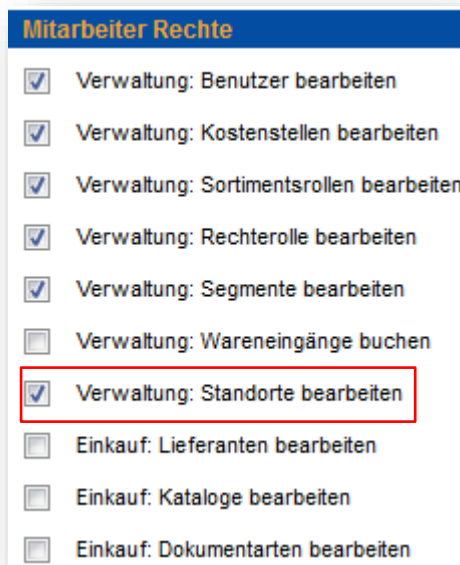 Mitarbeiter Rechte
Verwaltung: Benutzer bearbeiten
Verwaltung: Kostenstellen bearbeiten
Verwaltung: Sortimentsrollen bearbeiten
Verwaltung: Rechterolle bearbeiten
Verwaltung: Segmente bearbeiten
Verwaltung: Wareneingänge buchen
Verwaltung: Standorte bearbeiten
Einkauf: Lieferanten bearbeiten
Einkauf: Kataloge bearbeiten
Einkauf: Dokumentarten bearbeiten